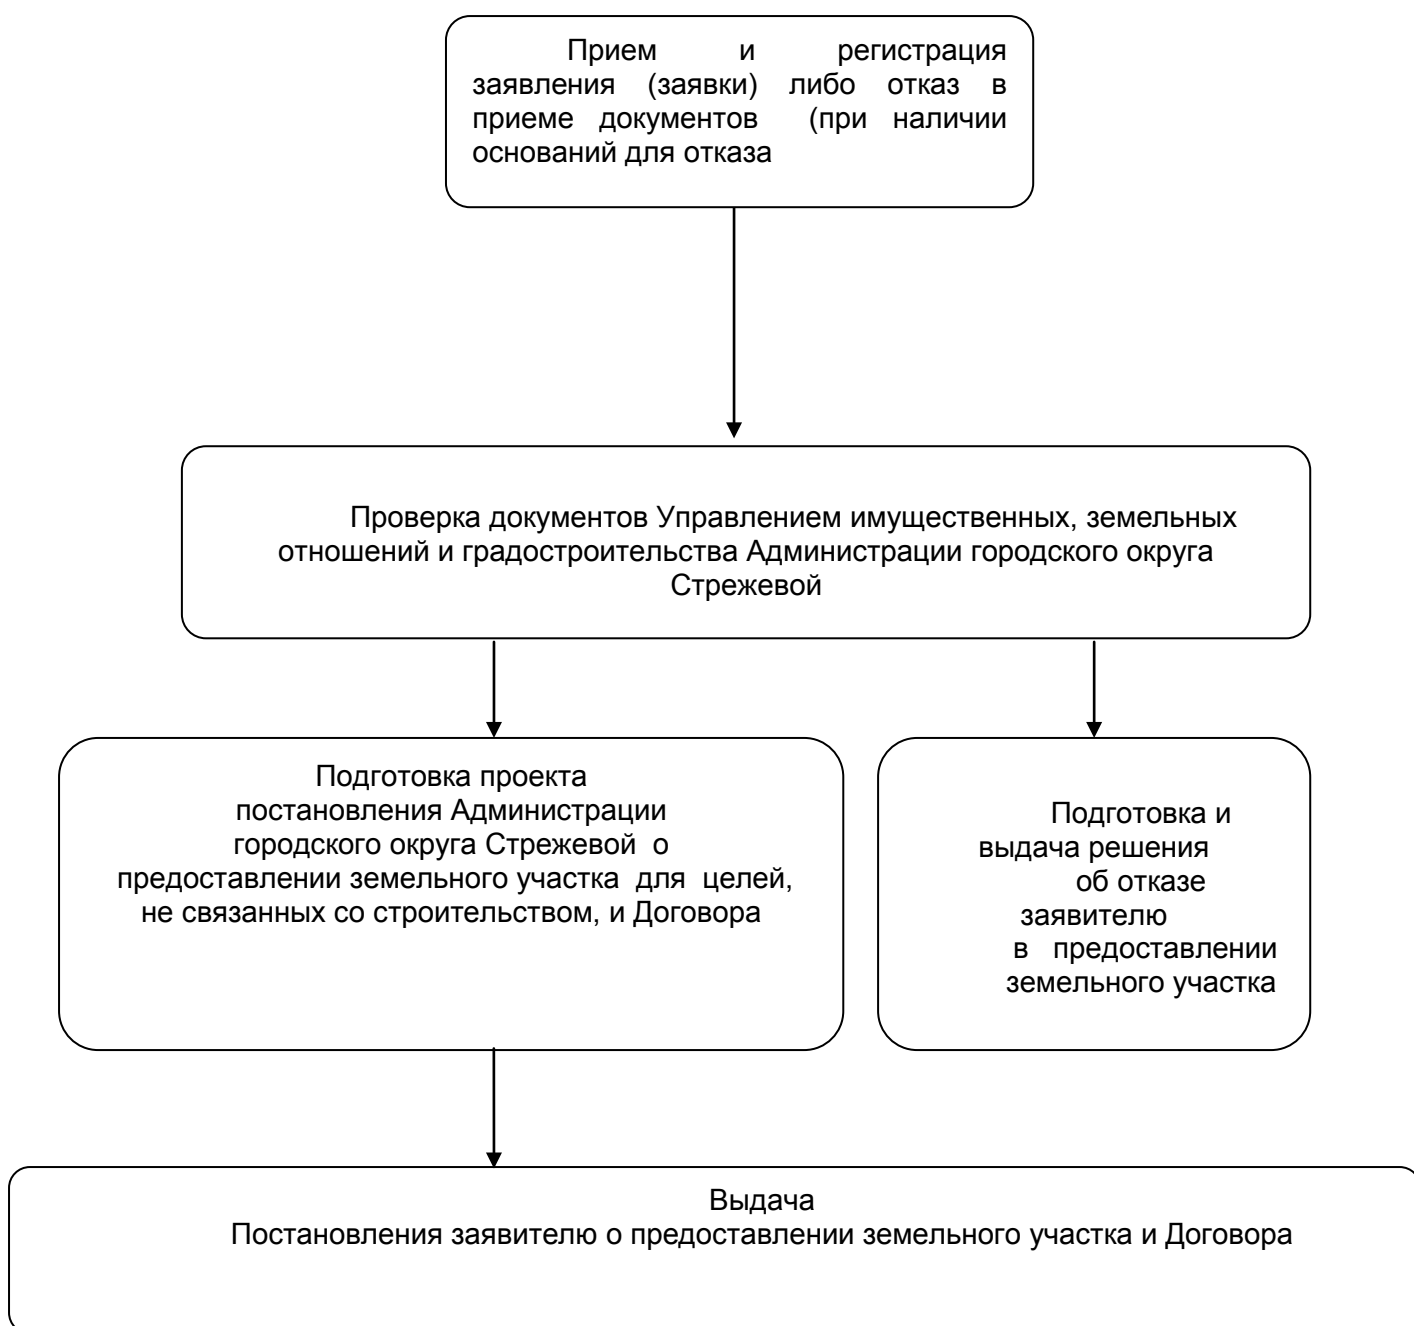 Прием и регистрация
заявления (заявки) либо отказ в
приеме документов (при наличии
оснований для отказа
Проверка документов Управлением имущественных, земельных
отношений и градостроительства Администрации городского округа
Стрежевой
Подготовка проекта
постановления Администрации
городского округа Стрежевой о
предоставлении земельного участка для целей,
не связанных со строительством, и Договора
Подготовка и
выдача решения
об отказе
заявителю
в предоставлении
земельного участка
Выдача
Постановления заявителю о предоставлении земельного участка и Договора